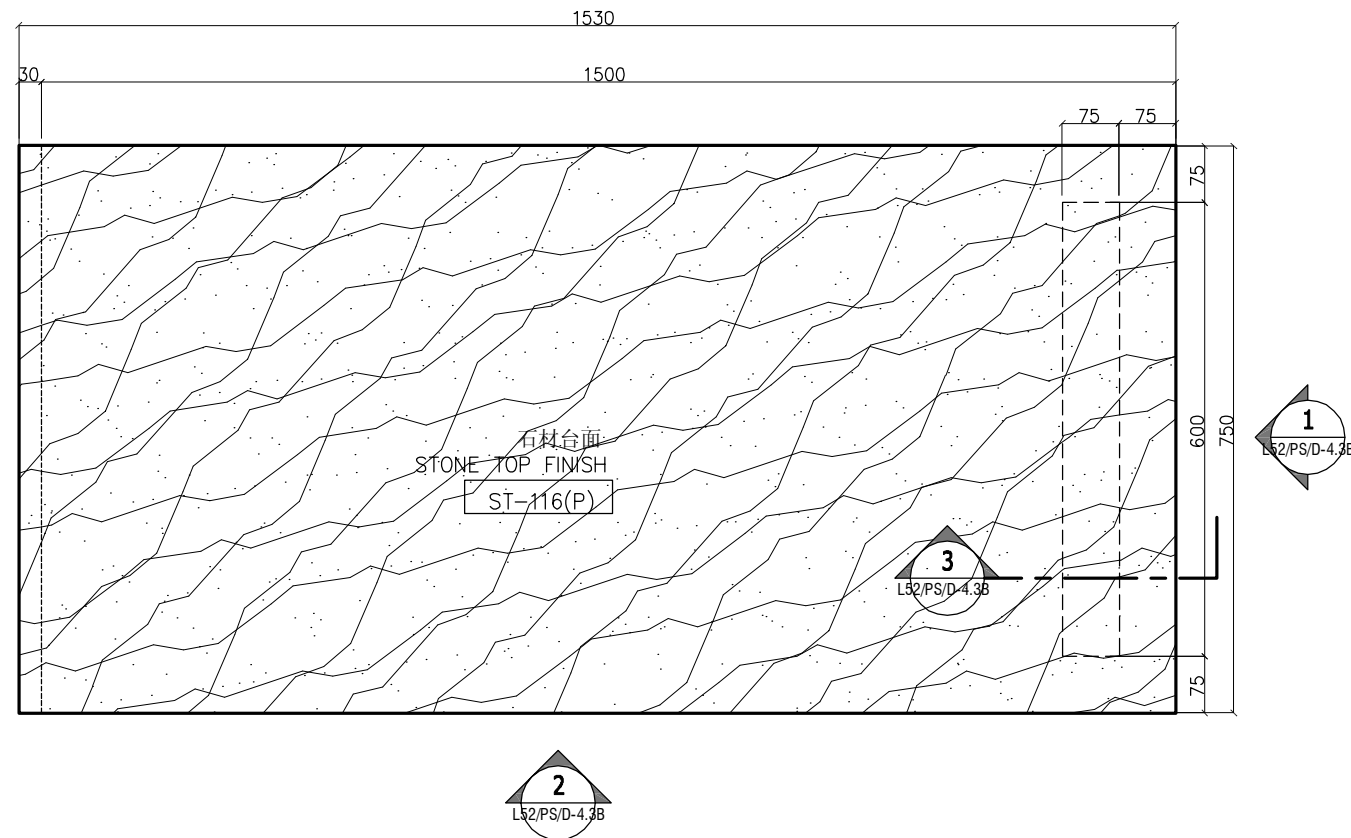 1530
30
1500
75
75
75
石材台面
STONE TOP FINISH
ST-116(P)
600
750
1
L52/PS/D-4.3B
3
L52/PS/D-4.3B
75
2
L52/PS/D-4.3B